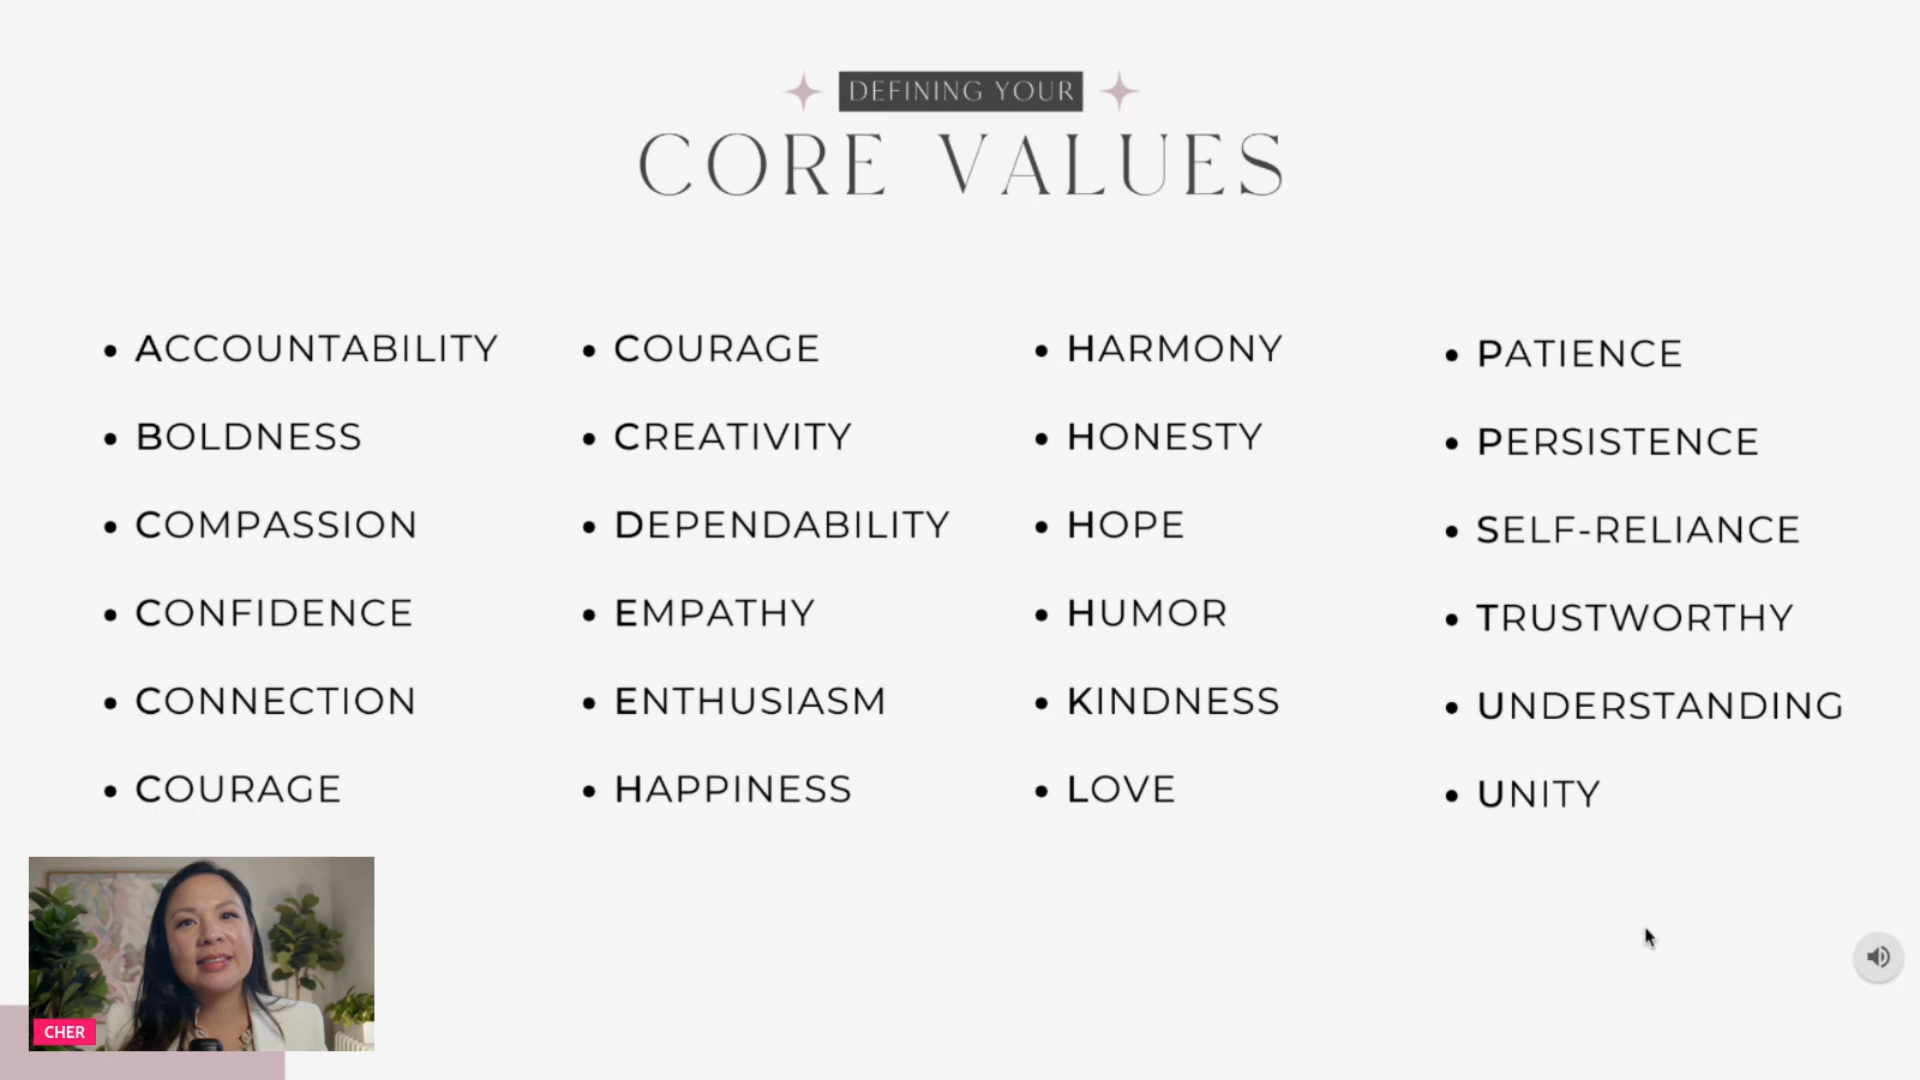 DEFINING YOUR
CORE VALUES
• ACCOUNTABILITY
• BOLDNESS
• COMPASSION
• CONFIDENCE
• CONNECTION
• COURAGE
• COURAGE
• CREATIVITY
• DEPENDABILITY
• EMPATHY
• ENTHUSIASM
• HAPPINESS
• HARMONY
• HONESTY
• HOPE
• HUMOR
• KINDNESS
• LOVE
• PATIENCE
• PERSISTENCE
• SELF-RELIANCE
• TRUSTWORTHY
• UNDERSTANDING
• UNITY
CHER